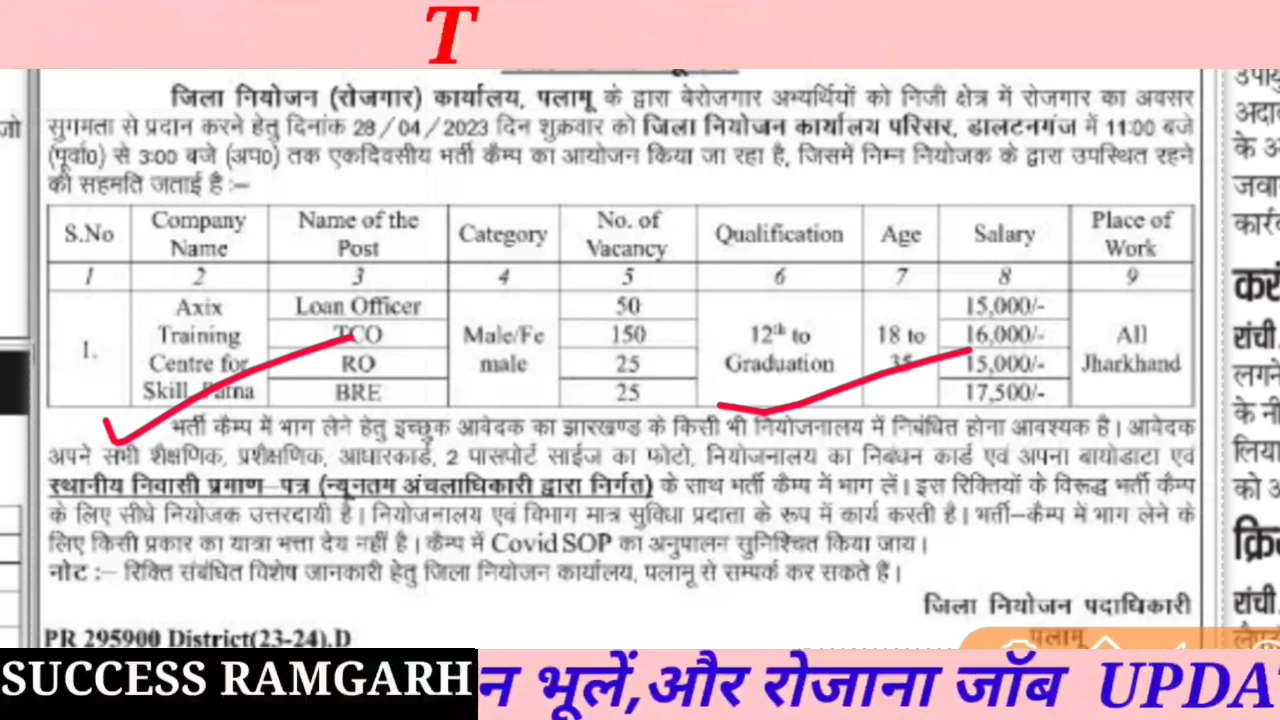 T
जिला नियोजन (रोजगार) कार्यालय, पलामू के द्वारा बेरोजगार अभ्यर्थियों को निजी क्षेत्र में रोजगार का अवसर
सुगमता से प्रदान करने हेतु दिनांक 28/04/2023 दिन शुक्रवार को जिला नियोजन कार्यालय परिसर, डालटनगंज में 11:00 बजे
(पूर्वा0) से 3:00 बजे (अप0) तक एकदिवसीय भर्ती कैम्प का आयोजन किया जा रहा है, जिसमें निम्न नियोजक के द्वारा उपस्थित रहने
की सहमति जताई है :–
S.No Company Name Name of the Post Category No. of Vacancy Qualification Age Salary Place of Work
1 2 3 4 5 6 7 8 9
1. Axix Training Centre for Skill, Patna Male/Fe male 12th to Graduation 18 to 35 All Jharkhand
Loan Officer 50 15,000/-
TCO 150 16,000/-
RO 25 15,000/-
BRE 25 17,500/-
भर्ती कैम्प में भाग लेने हेतु इच्छुक आवेदक का झारखण्ड के किसी भी नियोजनालय में निबंधित होना आवश्यक है। आवेदक
अपने सभी शैक्षणिक, प्रशैक्षणिक, आधारकार्ड, 2 पासपोर्ट साईज का फोटो, नियोजनालय का निबंधन कार्ड एवं अपना बायोडाटा एवं
स्थानीय निवासी प्रमाण–पत्र (न्यूनतम अंचलाधिकारी द्वारा निर्गत) के साथ भर्ती कैम्प में भाग लें। इस रिक्तियों के विरूद्ध भर्ती कैम्प
के लिए सीधे नियोजक उत्तरदायी है। नियोजनालय एवं विभाग मात्र सुविधा प्रदाता के रूप में कार्य करती है। भर्ती–कैम्प में भाग लेने के
लिए किसी प्रकार का यात्रा भत्ता देय नहीं है। कैम्प में Covid SOP का अनुपालन सुनिश्चित किया जाय।
नोट :– रिक्ति संबंधित विशेष जानकारी हेतु जिला नियोजन कार्यालय, पलामू से सम्पर्क कर सकते हैं।
जिला नियोजन पदाधिकारी
पलामू
PR 295900 District(23-24).D
जो
अदा
के अ
जवा
रांची.
लगने
के नी
लिया
को अ
रांची.
SUCCESS RAMGARH
न भूलें,और रोजाना जॉब UPDA